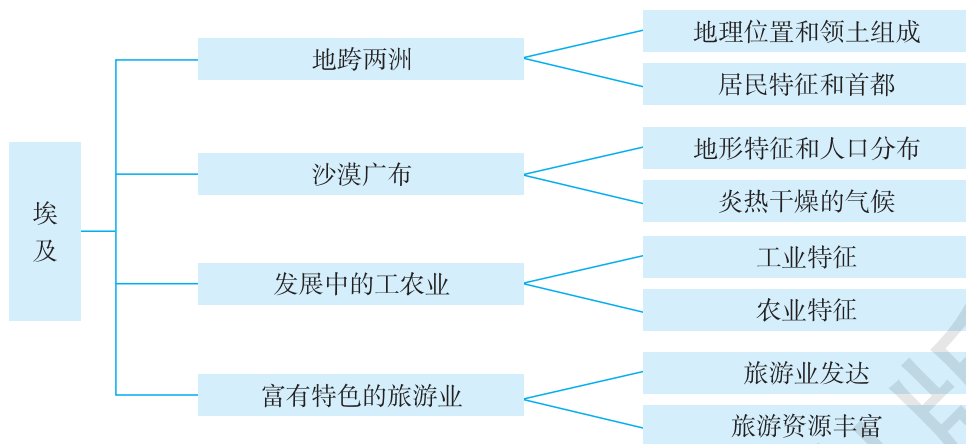 埃及
地跨两洲
地理位置和领土组成
居民特征和首都
沙漠广布
地形特征和人口分布
炎热干燥的气候
发展中的工农业
工业特征
农业特征
富有特色的旅游业
旅游业发达
旅游资源丰富